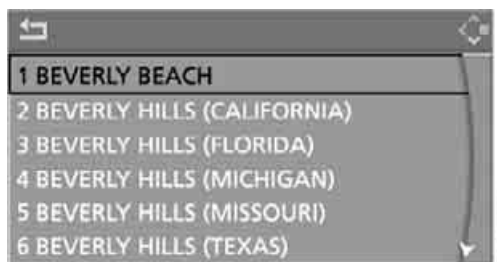 1 BEVERLY BEACH
2 BEVERLY HILLS (CALIFORNIA)
3 BEVERLY HILLS (FLORIDA)
4 BEVERLY HILLS (MICHIGAN)
5 BEVERLY HILLS (MISSOURI)
6 BEVERLY HILLS (TEXAS)